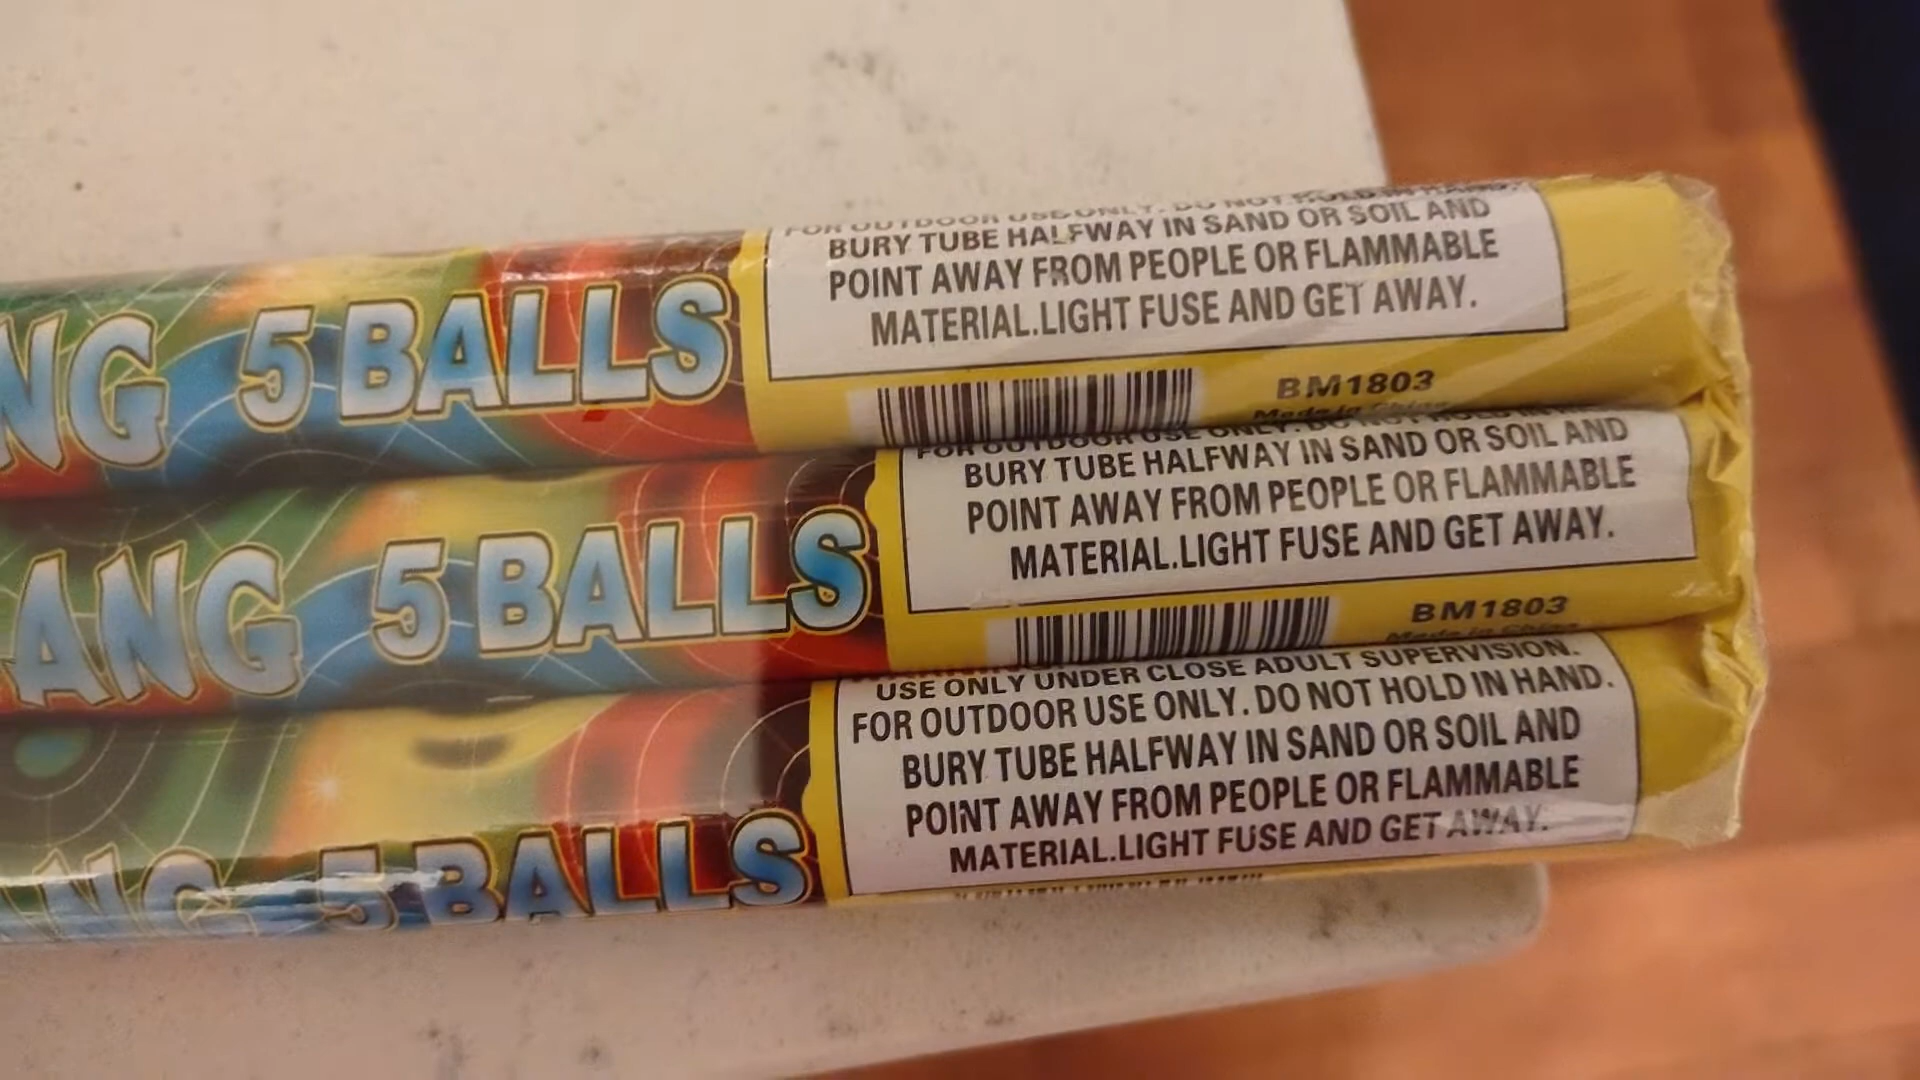 NG 5 BALLS
FOR OUTDOOR USE ONLY. DO NOT HOLD IN HAND.
BURY TUBE HALFWAY IN SAND OR SOIL AND
POINT AWAY FROM PEOPLE OR FLAMMABLE
MATERIAL.LIGHT FUSE AND GET AWAY.
BM1803
Made in China
ANG 5 BALLS
FOR OUTDOOR USE ONLY. DO NOT HOLD IN
BURY TUBE HALFWAY IN SAND OR SOIL AND
POINT AWAY FROM PEOPLE OR FLAMMABLE
MATERIAL.LIGHT FUSE AND GET AWAY.
BM1803
Made in China
ANG 5 BALLS
USE ONLY UNDER CLOSE ADULT SUPERVISION.
FOR OUTDOOR USE ONLY. DO NOT HOLD IN HAND.
BURY TUBE HALFWAY IN SAND OR SOIL AND
POINT AWAY FROM PEOPLE OR FLAMMABLE
MATERIAL.LIGHT FUSE AND GET AWAY.